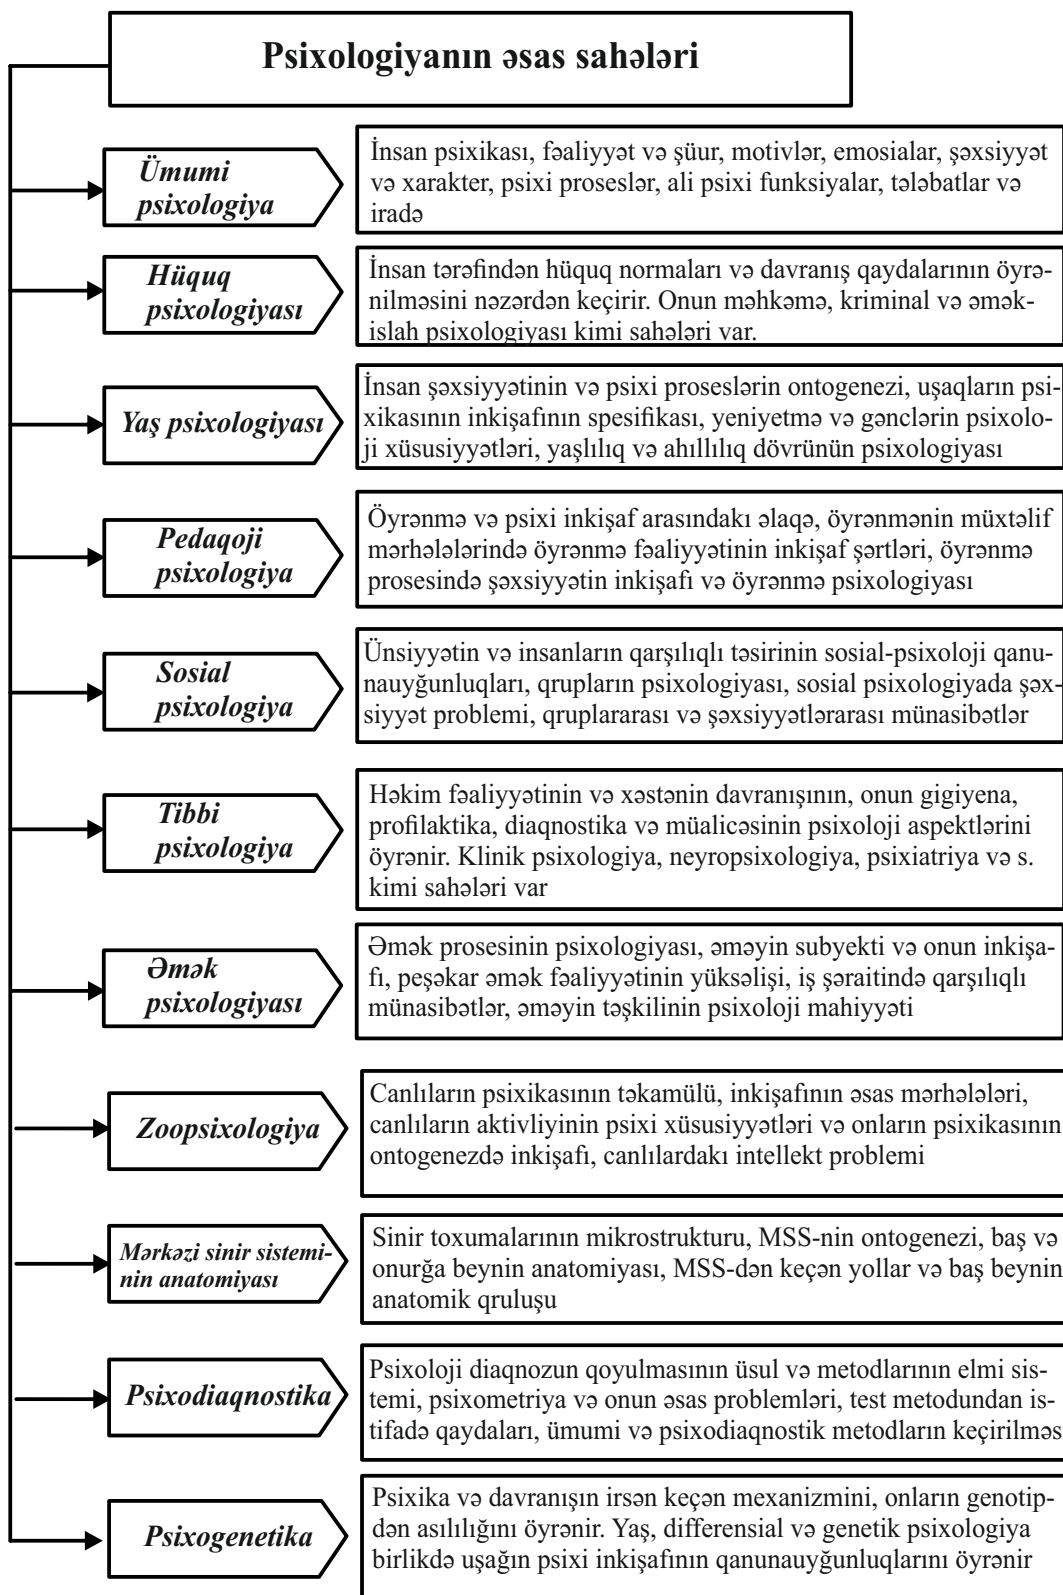 Psixologiyanın əsas sahələri
Ümumi
psixologiya
İnsan psixikası, fəaliyyət və şüur, motivlər, emosialar, şəxsiyyət
və xarakter, psixi proseslər, ali psixi funksiyalar, tələbatlar və
iradə
Hüquq
psixologiyası
İnsan tərəfindən hüquq normaları və davranış qaydalarının öyrə-
nilməsini nəzərdən keçirir. Onun məhkəmə, kriminal və əmək-
islah psixologiyası kimi sahələri var.
Yaş psixologiyası
İnsan şəxsiyyətinin və psixi proseslərin ontogenezi, uşaqların psi-
xikasının inkişafının spesifikası, yeniyetmə və gənclərin psixolo-
ji xüsusiyyətləri, yaşlılıq və ahıllılıq dövrünün psixologiyası
Pedaqoji
psixologiya
Öyrənmə və psixi inkişaf arasındakı əlaqə, öyrənmənin müxtəlif
mərhələlərində öyrənmə fəaliyyətinin inkişaf şərtləri, öyrənmə
prosesində şəxsiyyətin inkişafı və öyrənmə psixologiyası
Sosial
psixologiya
Ünsiyyətin və insanların qarşılıqlı təsirinin sosial-psixoloji qanu-
nauyğunluqları, qrupların psixologiyası, sosial psixologiyada şəx-
siyyət problemi, qruplararası və şəxsiyyətlərarası münasibətlər
Tibbi
psixologiya
Həkim fəaliyyətinin və xəstənin davranışının, onun gigiyena,
profilaktika, diaqnostika və müalicəsinin psixoloji aspektlərini
öyrənir. Klinik psixologiya, neyropsixologiya, psixiatriya və s.
kimi sahələri var
Əmək
psixologiyası
Əmək prosesinin psixologiyası, əməyin subyekti və onun inkişa-
fı, peşəkar əmək fəaliyyətinin yüksəlişi, iş şəraitində qarşılıqlı
münasibətlər, əməyin təşkilinin psixoloji mahiyyəti
Zoopsixologiya
Canlıların psixikasının təkamülü, inkişafının əsas mərhələləri,
canlıların aktivliyinin psixi xüsusiyyətləri və onların psixikasının
ontogenezdə inkişafı, canlılardakı intellekt problemi
Mərkəzi sinir sistemi-
nin anatomiyası
Sinir toxumalarının mikrostrukturu, MSS-nin ontogenezi, baş və
onurğa beynin anatomiyası, MSS-dən keçən yollar və baş beynin
anatomik qruluşu
Psixodiaqnostika
Psixoloji diaqnozun qoyulmasının üsul və metodlarının elmi sis-
temi, psixometriya və onun əsas problemləri, test metodundan is-
tifadə qaydaları, ümumi və psixodiaqnostik metodların keçirilməs
Psixogenetika
Psixika və davranışın irsən keçən mexanizmini, onların genotip-
dən asılılığını öyrənir. Yaş, differensial və genetik psixologiya
birlikdə uşağın psixi inkişafının qanunauyğunluqlarını öyrənir